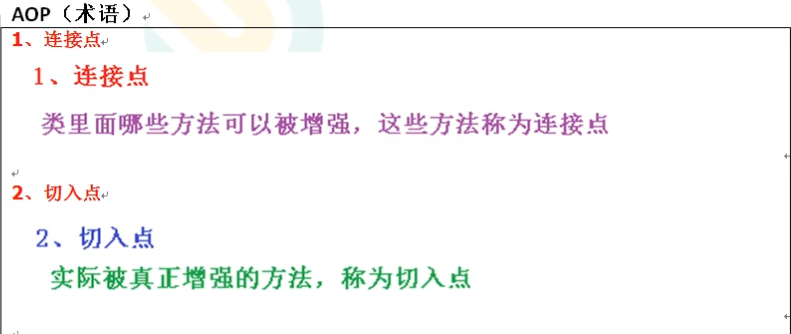 AOP（术语）
1、连接点
1、连接点
类里面哪些方法可以被增强，这些方法称为连接点
2、切入点
2、切入点
实际被真正增强的方法，称为切入点